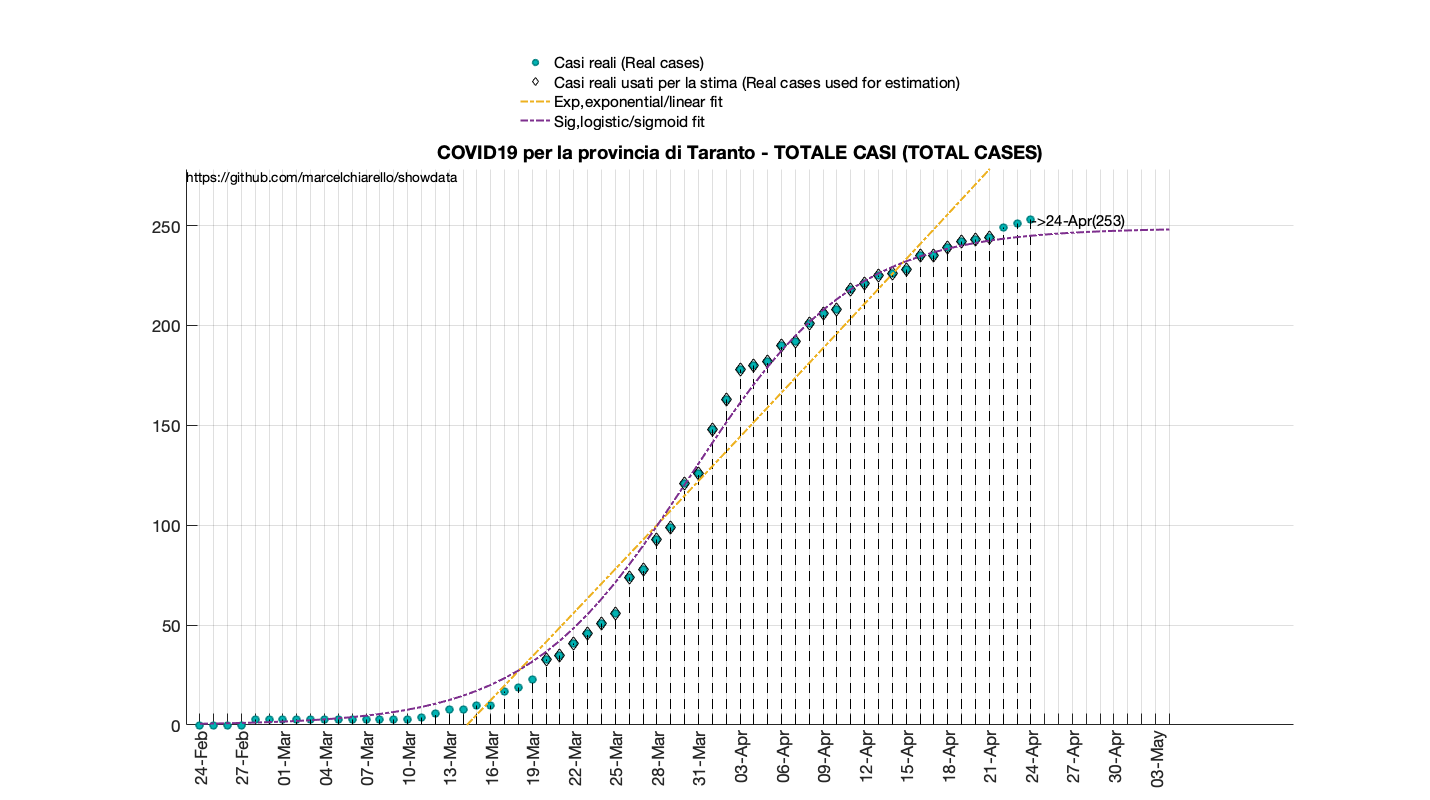 Casi reali (Real cases)
Casi reali usati per la stima (Real cases used for estimation)
Exp,exponential/linear fit
Sig,logistic/sigmoid fit
COVID19 per la provincia di Taranto - TOTALE CASI (TOTAL CASES)
https://github.com/marcelchiarello/showdata
250
->24-Apr(253)
200
150
100
50
0
24-Feb
27-Feb
01-Mar
04-Mar
07-Mar
10-Mar
13-Mar
16-Mar
19-Mar
22-Mar
25-Mar
28-Mar
31-Mar
03-Apr
06-Apr
09-Apr
12-Apr
15-Apr
18-Apr
21-Apr
24-Apr
27-Apr
30-Apr
03-May